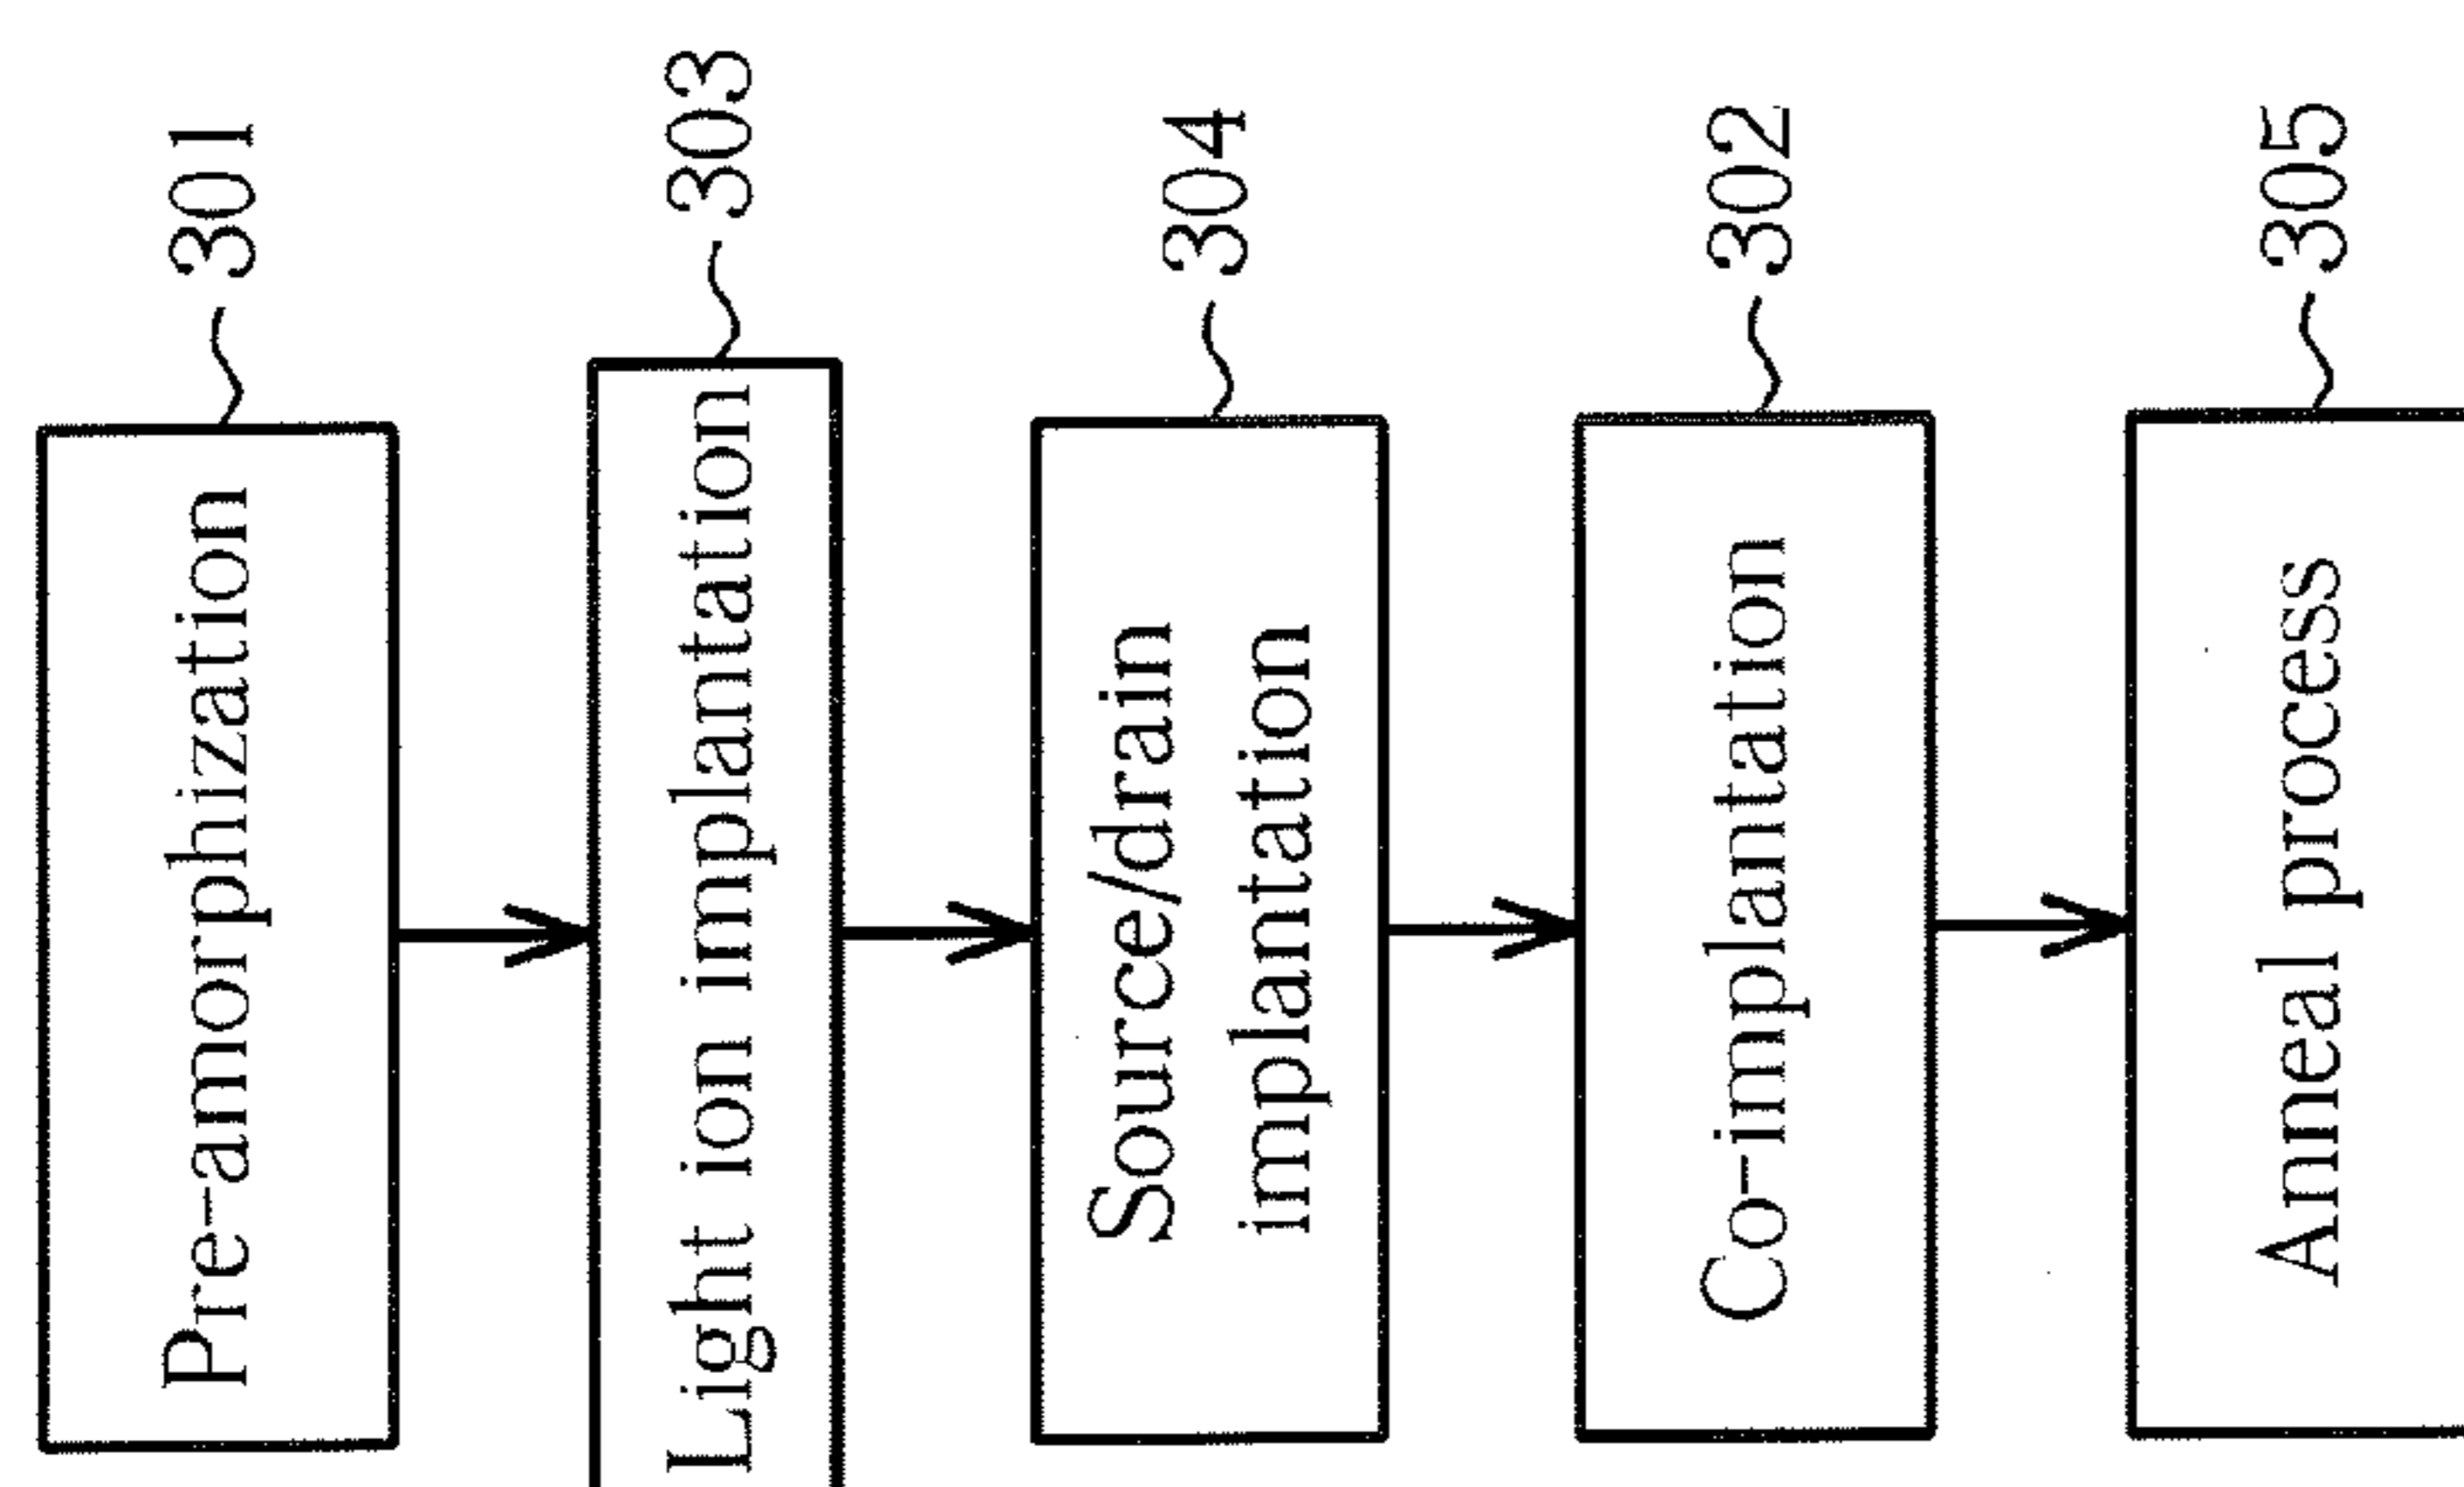 Pre-amorphization
301
Light ion implantation
303
Source/drain
implantation
304
Co-implantation
302
Anneal process
305